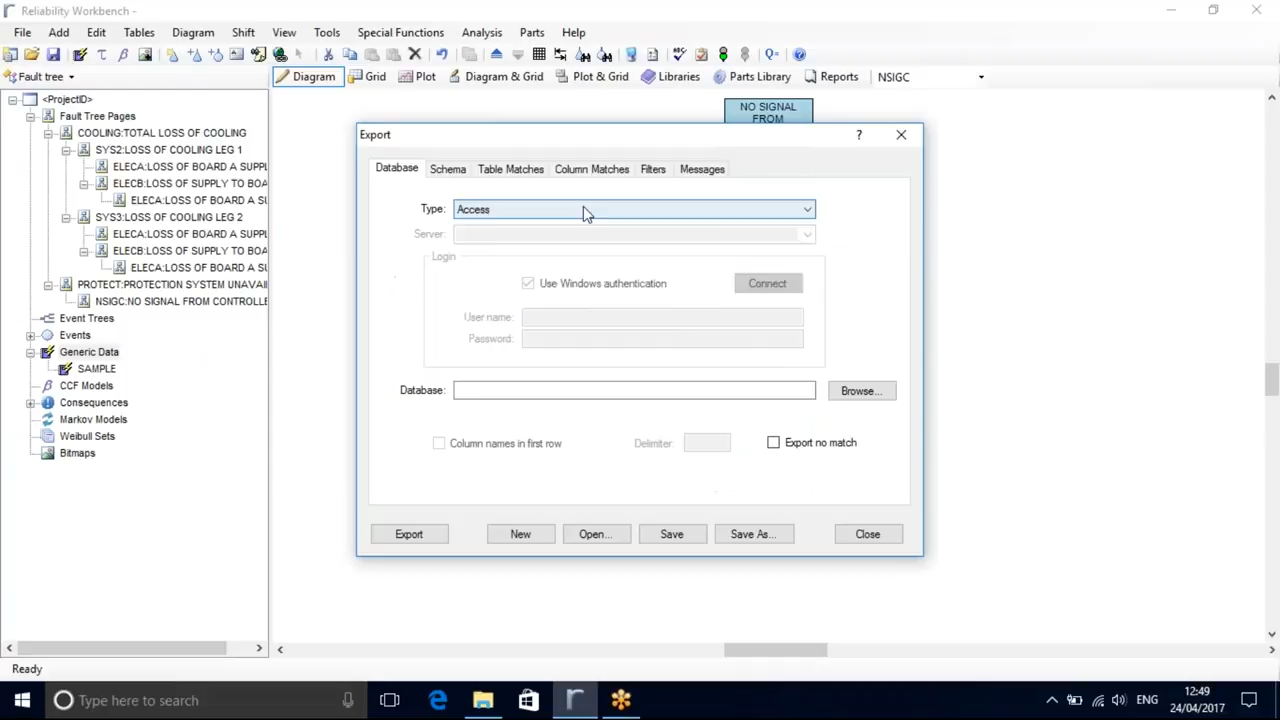 Reliability Workbench -
File Add Edit Tables Diagram Shift View Tools Special Functions Analysis Parts Help
Fault tree
Diagram Grid Plot Diagram & Grid Plot & Grid Libraries Parts Library Reports NSIGC
<ProjectID>
Fault Tree Pages
COOLING:TOTAL LOSS OF COOLING
SYS2:LOSS OF COOLING LEG 1
ELECA:LOSS OF BOARD A SUPPL
ELECB:LOSS OF SUPPLY TO BOA
ELECA:LOSS OF BOARD A S
SYS3:LOSS OF COOLING LEG 2
ELECA:LOSS OF BOARD A SUPPL
ELECB:LOSS OF SUPPLY TO BOA
ELECA:LOSS OF BOARD A SU
PROTECT:PROTECTION SYSTEM UNAVAI
NSIGC:NO SIGNAL FROM CONTROLLE
Event Trees
Events
Generic Data
SAMPLE
CCF Models
Consequences
Markov Models
Weibull Sets
Bitmaps
NO SIGNAL
FROM
Export
?
Database Schema Table Matches Column Matches Filters Messages
Type: Access
Server:
Login
Use Windows authentication Connect
User name:
Password:
Database: Browse...
Column names in first row Delimiter: Export no match
Export New Open... Save Save As... Close
Ready
Type here to search
ENG
12:49
24/04/2017